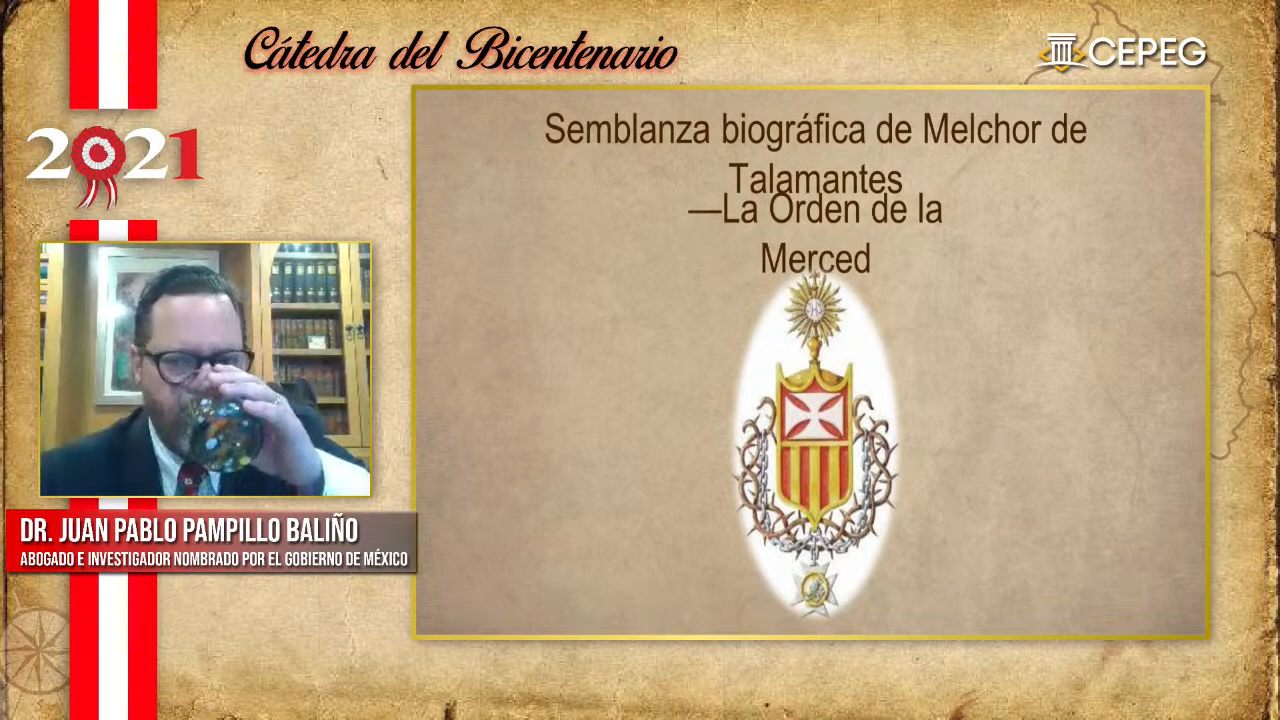 Cátedra del Bicentenario
CEPEG
2021
Semblanza biográfica de Melchor de
Talamantes
—La Orden de la
Merced
DR. JUAN PABLO PAMPILLO BALIÑO
ABOGADO E INVESTIGADOR NOMBRADO POR EL GOBIERNO DE MÉXICO